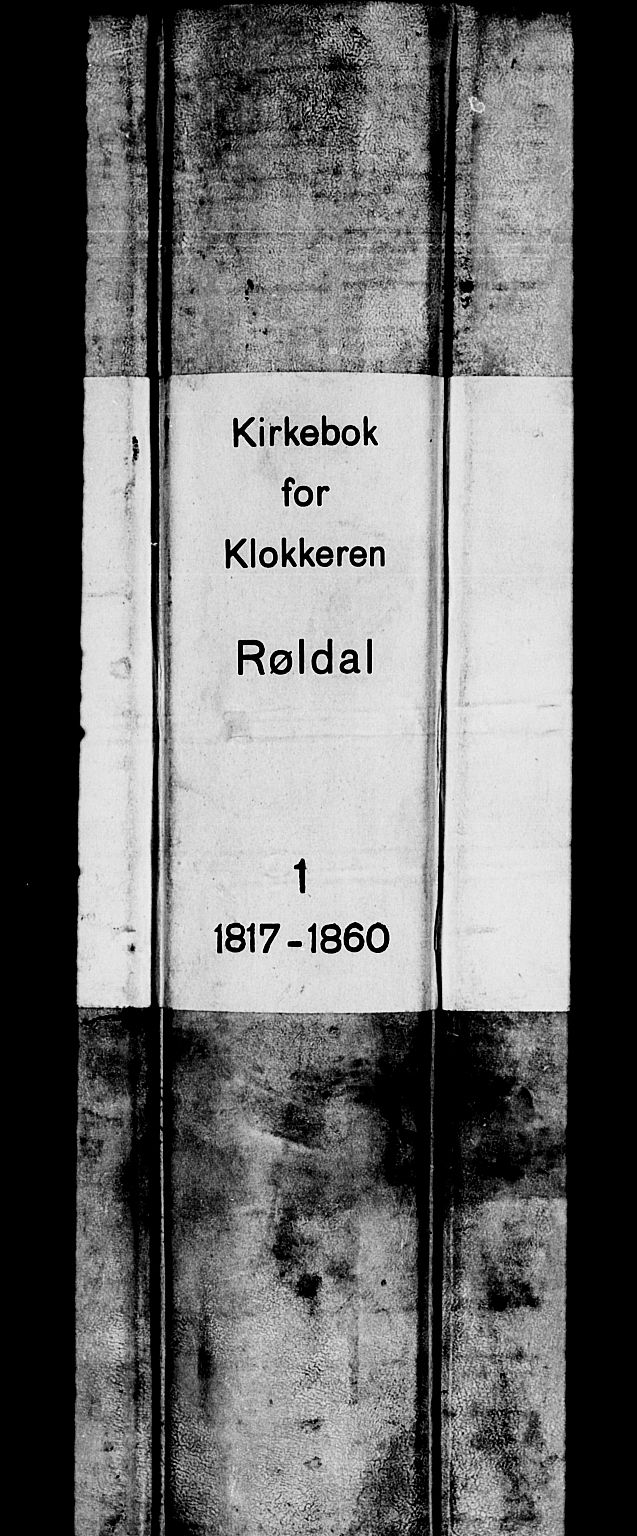 Kirkebok
for
Klokkeren
Røldal
1
1817-1860